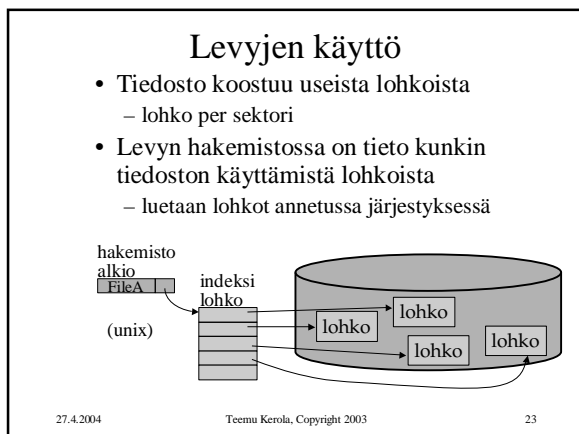 Levyjen käyttö
• Tiedosto koostuu useista lohkoista
– lohko per sektori
• Levyn hakemistossa on tieto kunkin
tiedoston käyttämistä lohkoista
– luetaan lohkot annetussa järjestyksessä
hakemisto
alkio
FileA
(unix)
indeksi
lohko
lohko
lohko
lohko
lohko
27.4.2004
Teemu Kerola, Copyright 2003
23